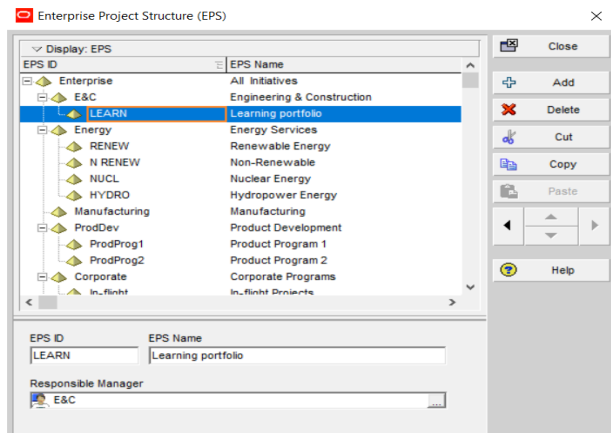 Enterprise Project Structure (EPS)
Display: EPS
EPS ID EPS Name
Enterprise All Initiatives
E&C Engineering & Construction
LEARN Learning portfolio
Energy Energy Services
RENEW Renewable Energy
N RENEW Non-Renewable
NUCL Nuclear Energy
HYDRO Hydropower Energy
Manufacturing Manufacturing
ProdDev Product Development
ProdProg1 Product Program 1
ProdProg2 Product Program 2
Corporate Corporate Programs
In-flight In-flight Projects
EPS ID EPS Name
LEARN Learning portfolio
Responsible Manager
E&C ...
Close
Add
Delete
Cut
Copy
Paste
Help